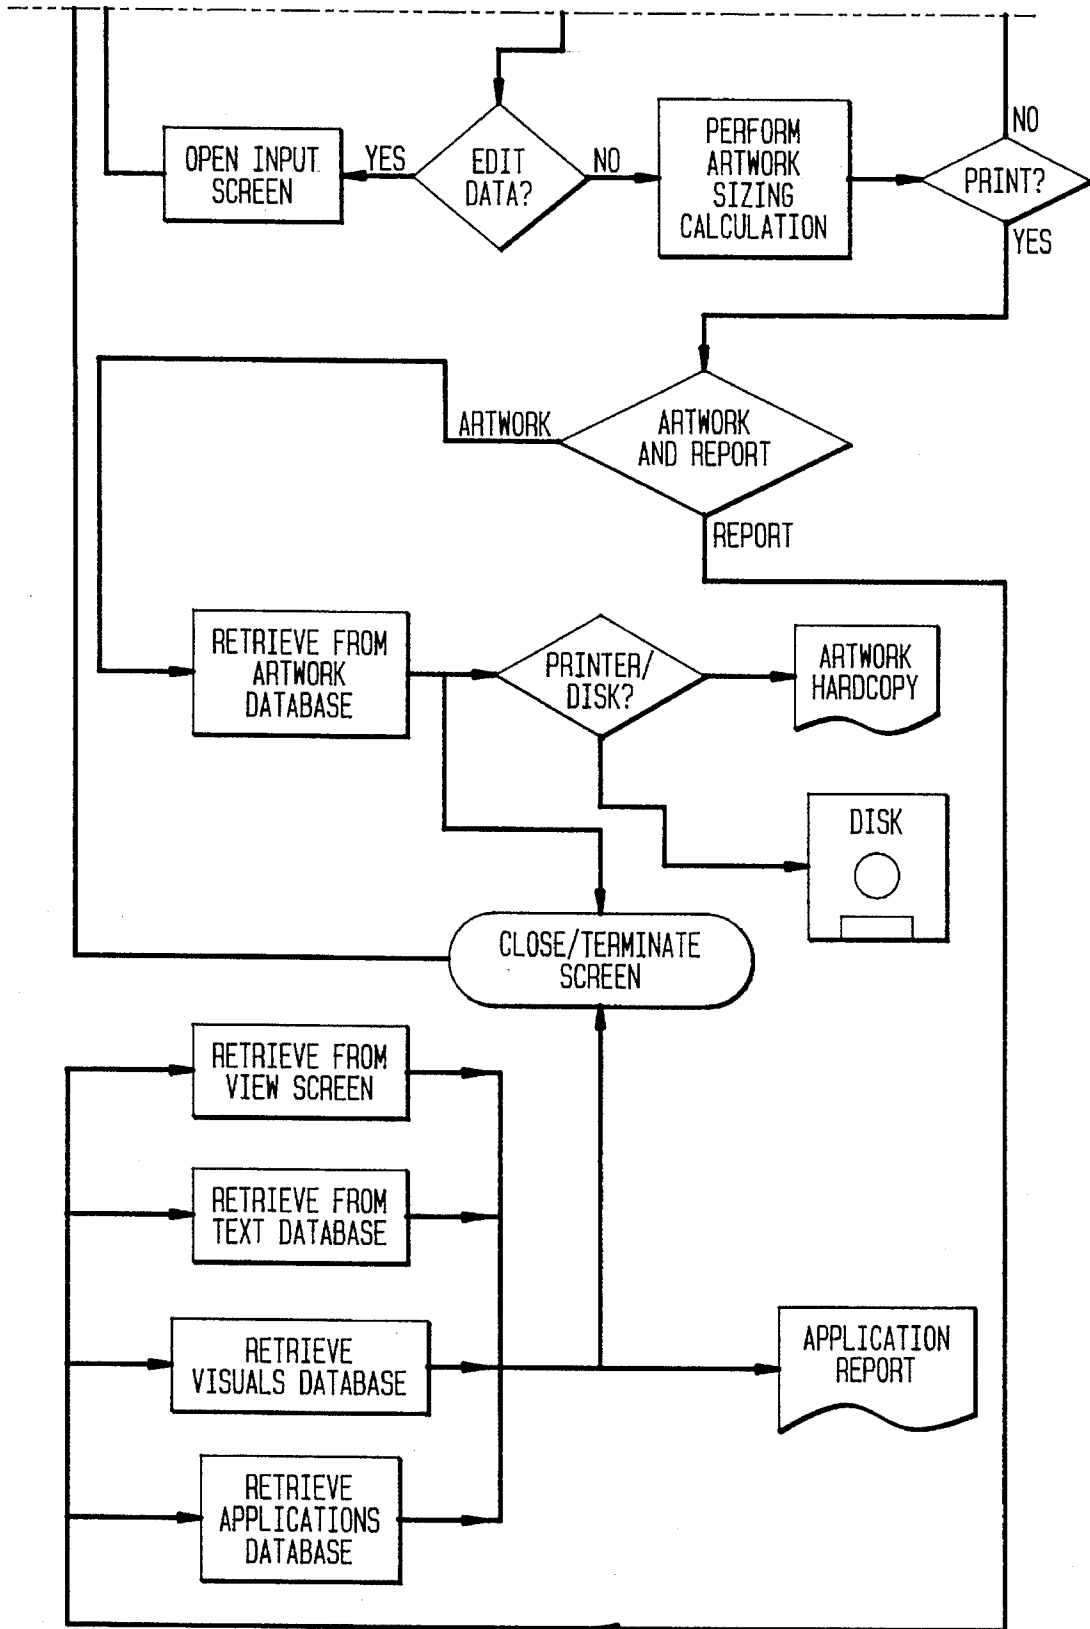 NO
OPEN INPUT
SCREEN
YES
EDIT
DATA?
NO
PERFORM
ARTWORK
SIZING
CALCULATION
PRINT?
YES
ARTWORK
ARTWORK
AND REPORT
REPORT
RETRIEVE FROM
ARTWORK
DATABASE
PRINTER/
DISK?
ARTWORK
HARDCOPY
DISK
CLOSE/TERMINATE
SCREEN
RETRIEVE FROM
VIEW SCREEN
RETRIEVE FROM
TEXT DATABASE
RETRIEVE
VISUALS DATABASE
APPLICATION
REPORT
RETRIEVE
APPLICATIONS
DATABASE